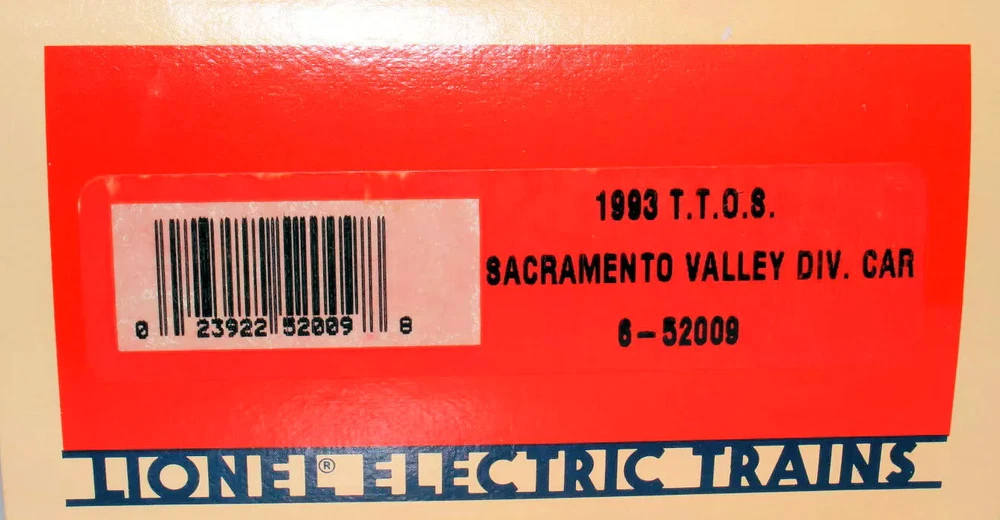 1993 T.T.O.S.
SACRAMENTO VALLEY DIV. CAR
6-52009
0 23922 52009 8
LIONEL® ELECTRIC TRAINS